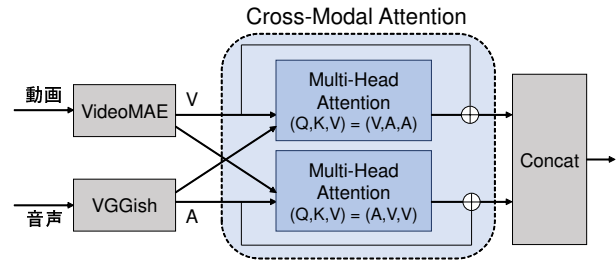 Cross-Modal Attention
動画
VideoMAE
V
Multi-Head
Attention
(Q,K,V) = (V,A,A)
Multi-Head
Attention
(Q,K,V) = (A,V,V)
音声
VGGish
A
Concat